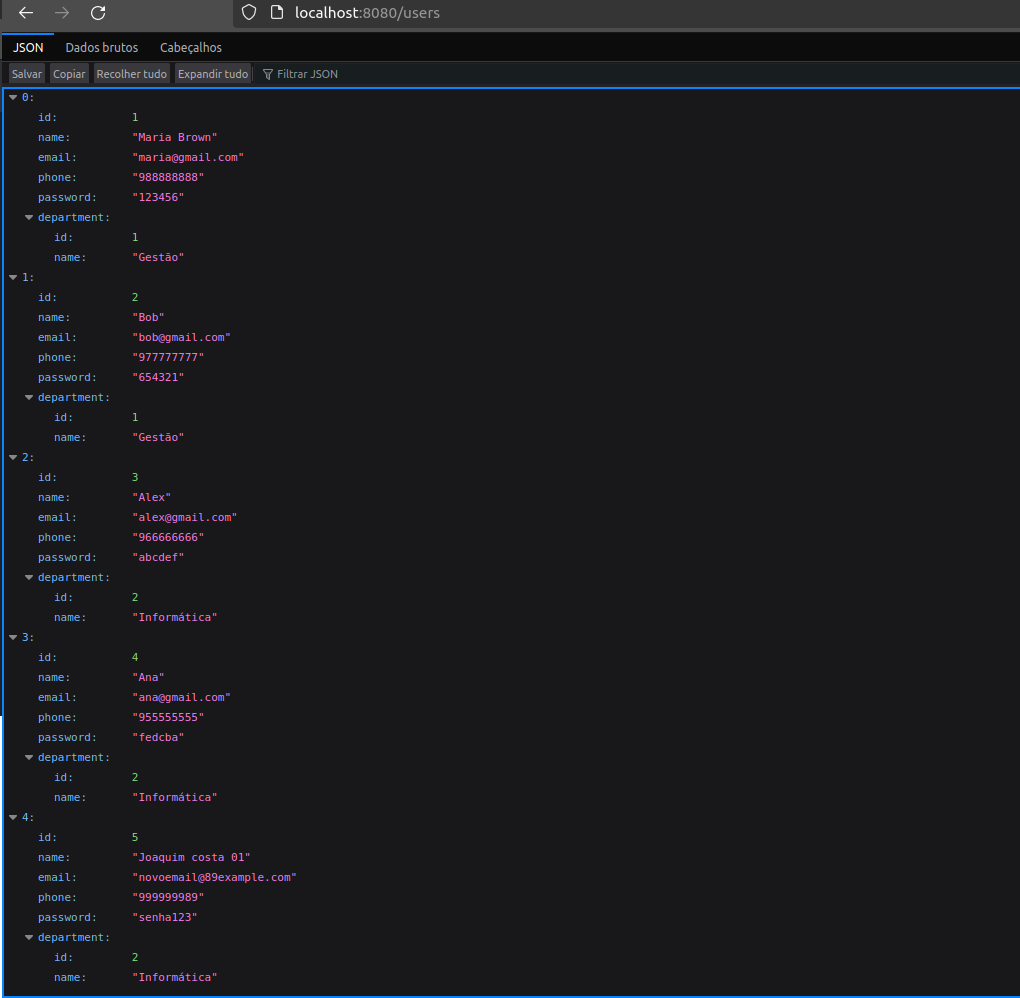 localhost:8080/users
JSON Dados brutos Cabeçalhos
Salvar Copiar Recolher tudo Expandir tudo Filtrar JSON
0:
id: 1
name: "Maria Brown"
email: "maria@gmail.com"
phone: "988888888"
password: "123456"
department:
id: 1
name: "Gestão"
1:
id: 2
name: "Bob"
email: "bob@gmail.com"
phone: "977777777"
password: "654321"
department:
id: 1
name: "Gestão"
2:
id: 3
name: "Alex"
email: "alex@gmail.com"
phone: "966666666"
password: "abcdef"
department:
id: 2
name: "Informática"
3:
id: 4
name: "Ana"
email: "ana@gmail.com"
phone: "955555555"
password: "fedcba"
department:
id: 2
name: "Informática"
4:
id: 5
name: "Joaquim costa 01"
email: "novoemail@89example.com"
phone: "999999989"
password: "senha123"
department:
id: 2
name: "Informática"